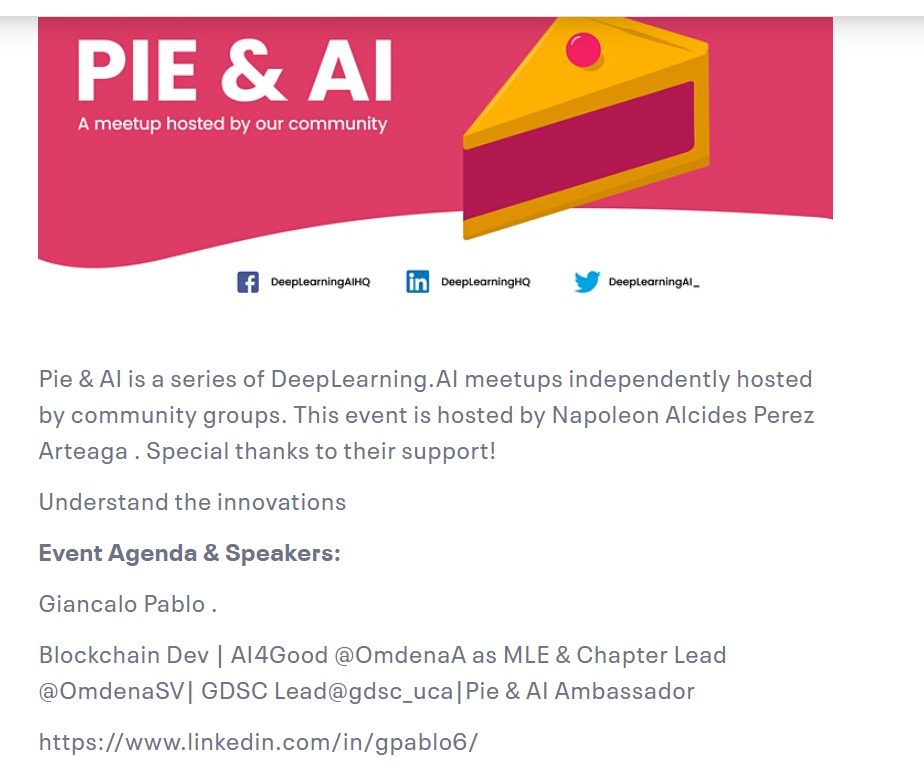 PIE & AI
A meetup hosted by our community
DeepLearningAIHQ DeepLearningHQ DeepLearningAI_
Pie & AI is a series of DeepLearning.AI meetups independently hosted
by community groups. This event is hosted by Napoleon Alcides Perez
Arteaga . Special thanks to their support!
Understand the innovations
Event Agenda & Speakers:
Giancalo Pablo .
Blockchain Dev | AI4Good @OmdenaA as MLE & Chapter Lead
@OmdenaSV| GDSC Lead@gdsc_uca|Pie & AI Ambassador
https://www.linkedin.com/in/gpablo6/